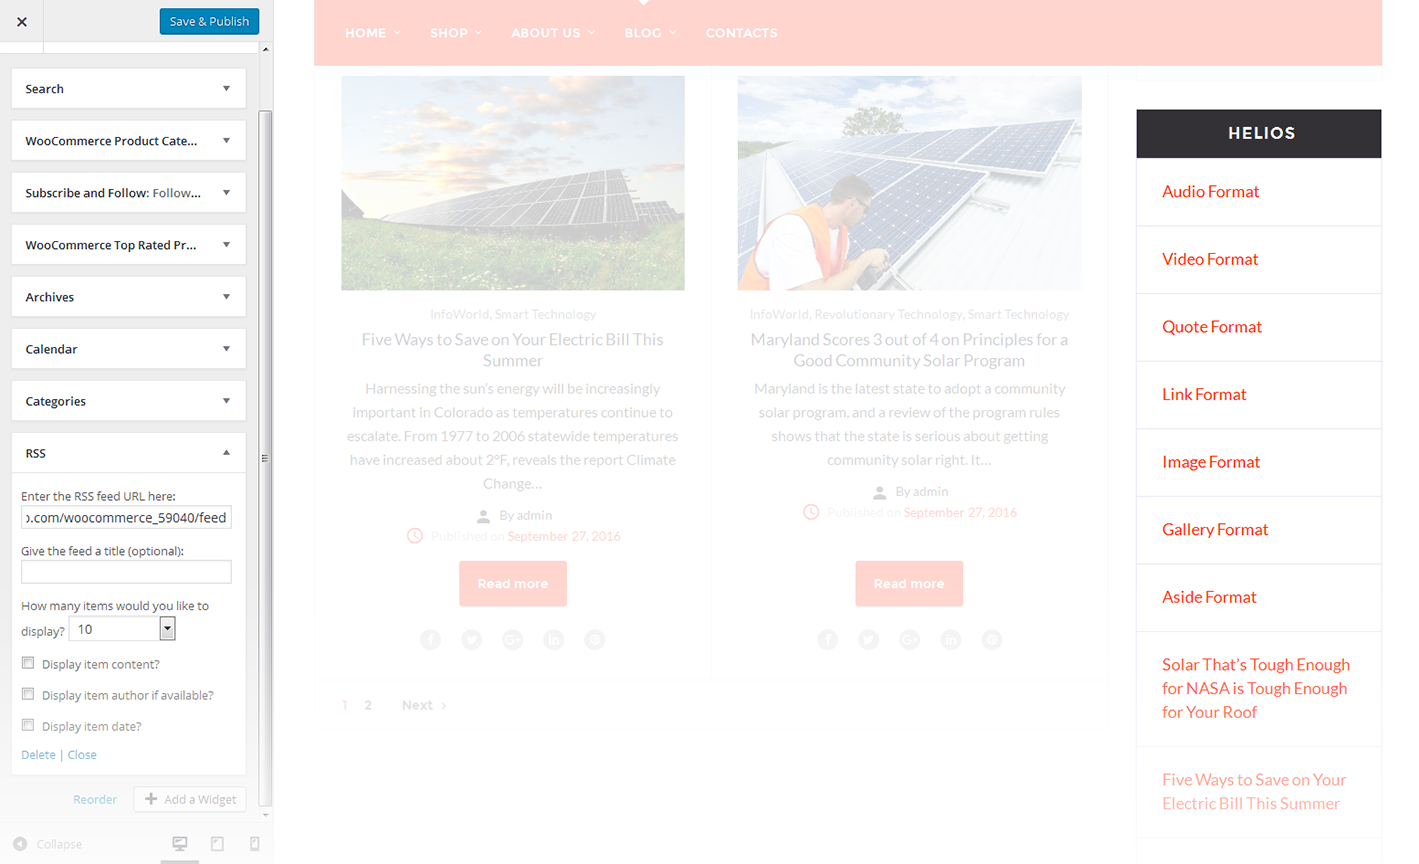 Save & Publish
Search
WooCommerce Product Cate...
Subscribe and Follow: Follow...
WooCommerce Top Rated Pr...
Archives
Calendar
Categories
RSS
Enter the RSS feed URL here:
.com/woocommerce_59040/feed
Give the feed a title (optional):
How many items would you like to
display? 10
Display item content?
Display item author if available?
Display item date?
Delete | Close
Reorder
Add a Widget
Collapse
HOME
SHOP
ABOUT US
BLOG
CONTACTS
InfoWorld, Smart Technology
Five Ways to Save on Your Electric Bill This
Summer
Harnessing the sun's energy will be increasingly
important in Colorado as temperatures continue to
escalate. From 1977 to 2006 statewide temperatures
have increased about 2°F, reveals the report Climate
Change...
By admin
Published on September 27, 2016
Read more
InfoWorld, Revolutionary Technology, Smart Technology
Maryland Scores 3 out of 4 on Principles for a
Good Community Solar Program
Maryland is the latest state to adopt a community
solar program, and a review of the program rules
shows that the state is serious about getting
community solar right. It...
By admin
Published on September 27, 2016
Read more
1 2 Next
HELIOS
Audio Format
Video Format
Quote Format
Link Format
Image Format
Gallery Format
Aside Format
Solar That's Tough Enough
for NASA is Tough Enough
for Your Roof
Five Ways to Save on Your
Electric Bill This Summer